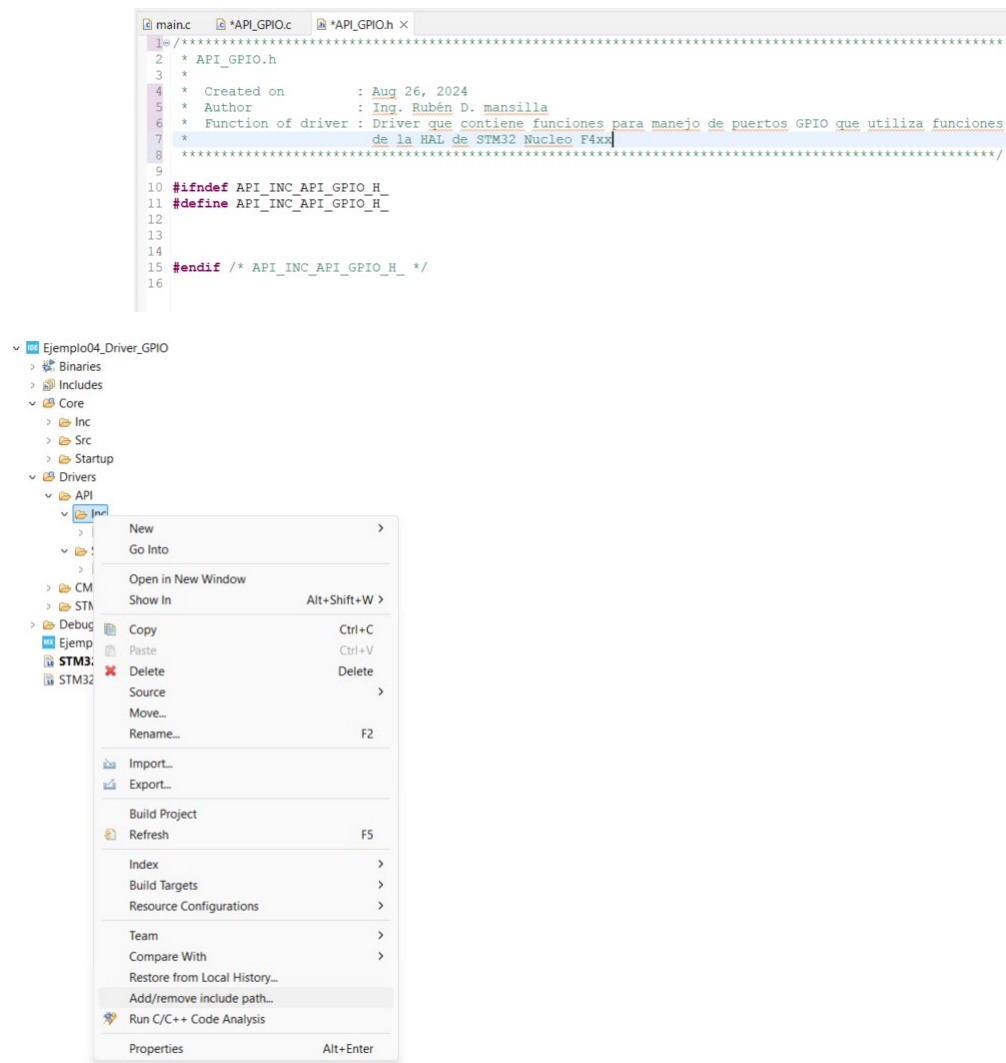 main.c *API_GPIO.c *API_GPIO.h
1 /****************************************************************************************************
2 * API_GPIO.h
3 *
4 * Created on : Aug 26, 2024
5 * Author : Ing. Rubén D. mansilla
6 * Function of driver : Driver que contiene funciones para manejo de puertos GPIO que utiliza funciones
7 * de la HAL de STM32 Nucleo F4xx
8 ****************************************************************************************************/
9
10 #ifndef API_INC_API_GPIO_H_
11 #define API_INC_API_GPIO_H_
12
13
14
15 #endif /* API_INC_API_GPIO_H_ */
16
IDE Ejemplo04_Driver_GPIO
Binaries
Includes
Core
Inc
Src
Startup
Drivers
API
Inc
S
CM
STM
Debug
MX Ejemp
STM32
STM32
New
Go Into
Open in New Window
Show In Alt+Shift+W
Copy Ctrl+C
Paste Ctrl+V
Delete Delete
Source
Move...
Rename... F2
Import...
Export...
Build Project
Refresh F5
Index
Build Targets
Resource Configurations
Team
Compare With
Restore from Local History...
Add/remove include path...
Run C/C++ Code Analysis
Properties Alt+Enter